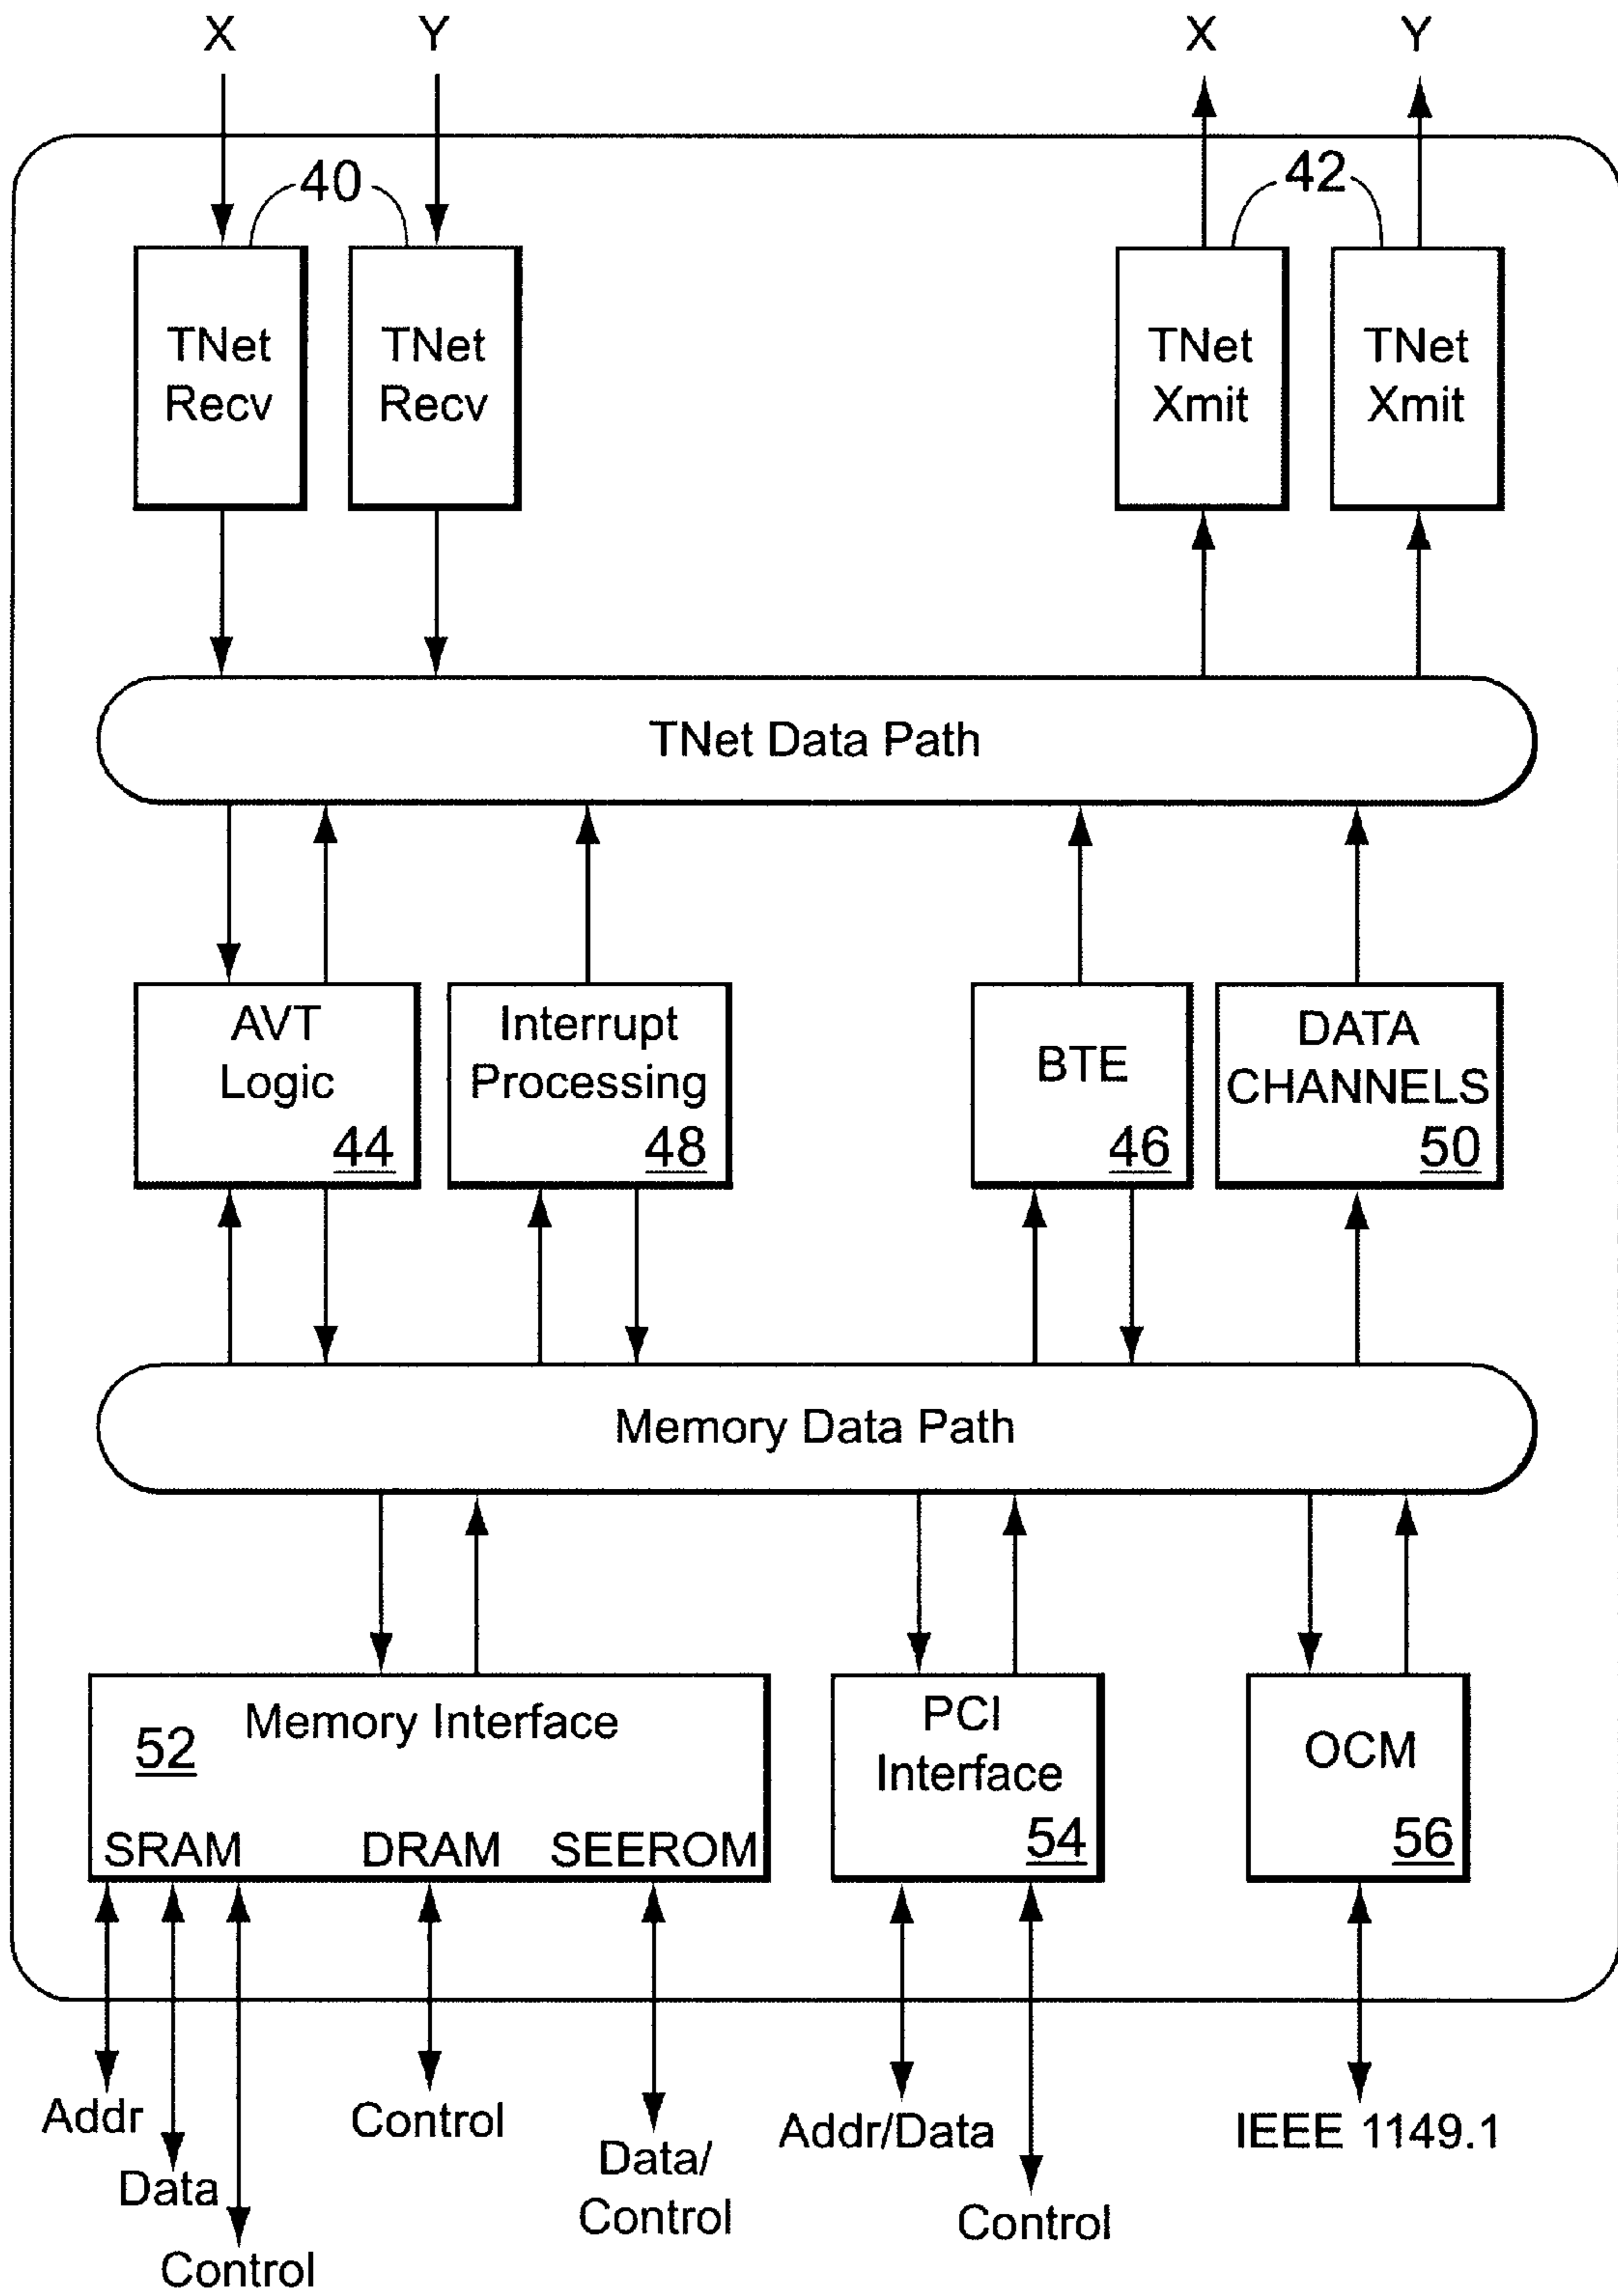 X Y X Y
40 42
TNet TNet TNet TNet
Recv Recv Xmit Xmit
TNet Data Path
AVT
Logic
44
Interrupt
Processing
48
BTE
46
DATA
CHANNELS
50
Memory Data Path
Memory Interface
52
SRAM DRAM SEEROM
PCI
Interface
54
OCM
56
Addr
Data
Control
Control
Data/
Control
Addr/Data
Control
IEEE 1149.1